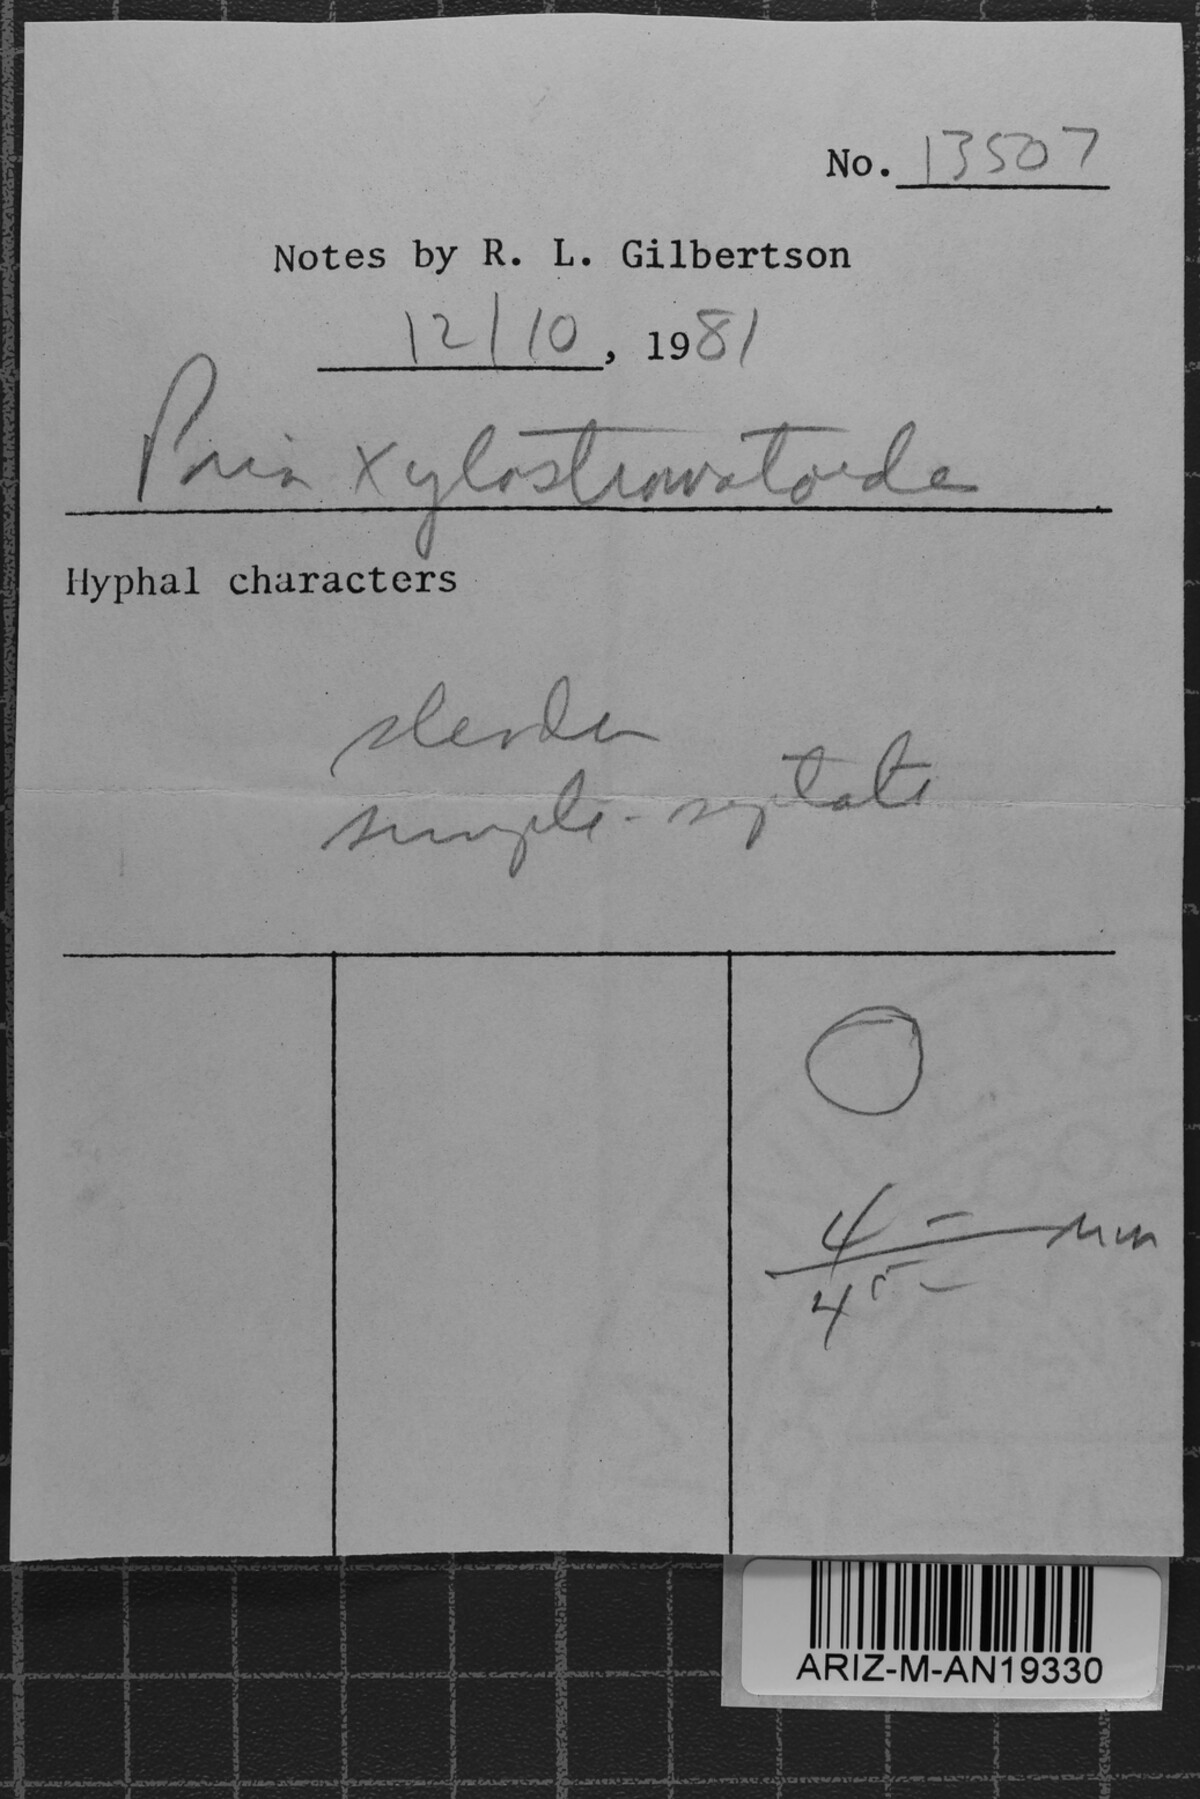 No. 13507
Notes by R. L. Gilbertson
12/10, 1981
Poria xylostromatoides
Hyphal characters
slender
simple-septate
4 –
4 5 –
ARIZ-M-AN19330